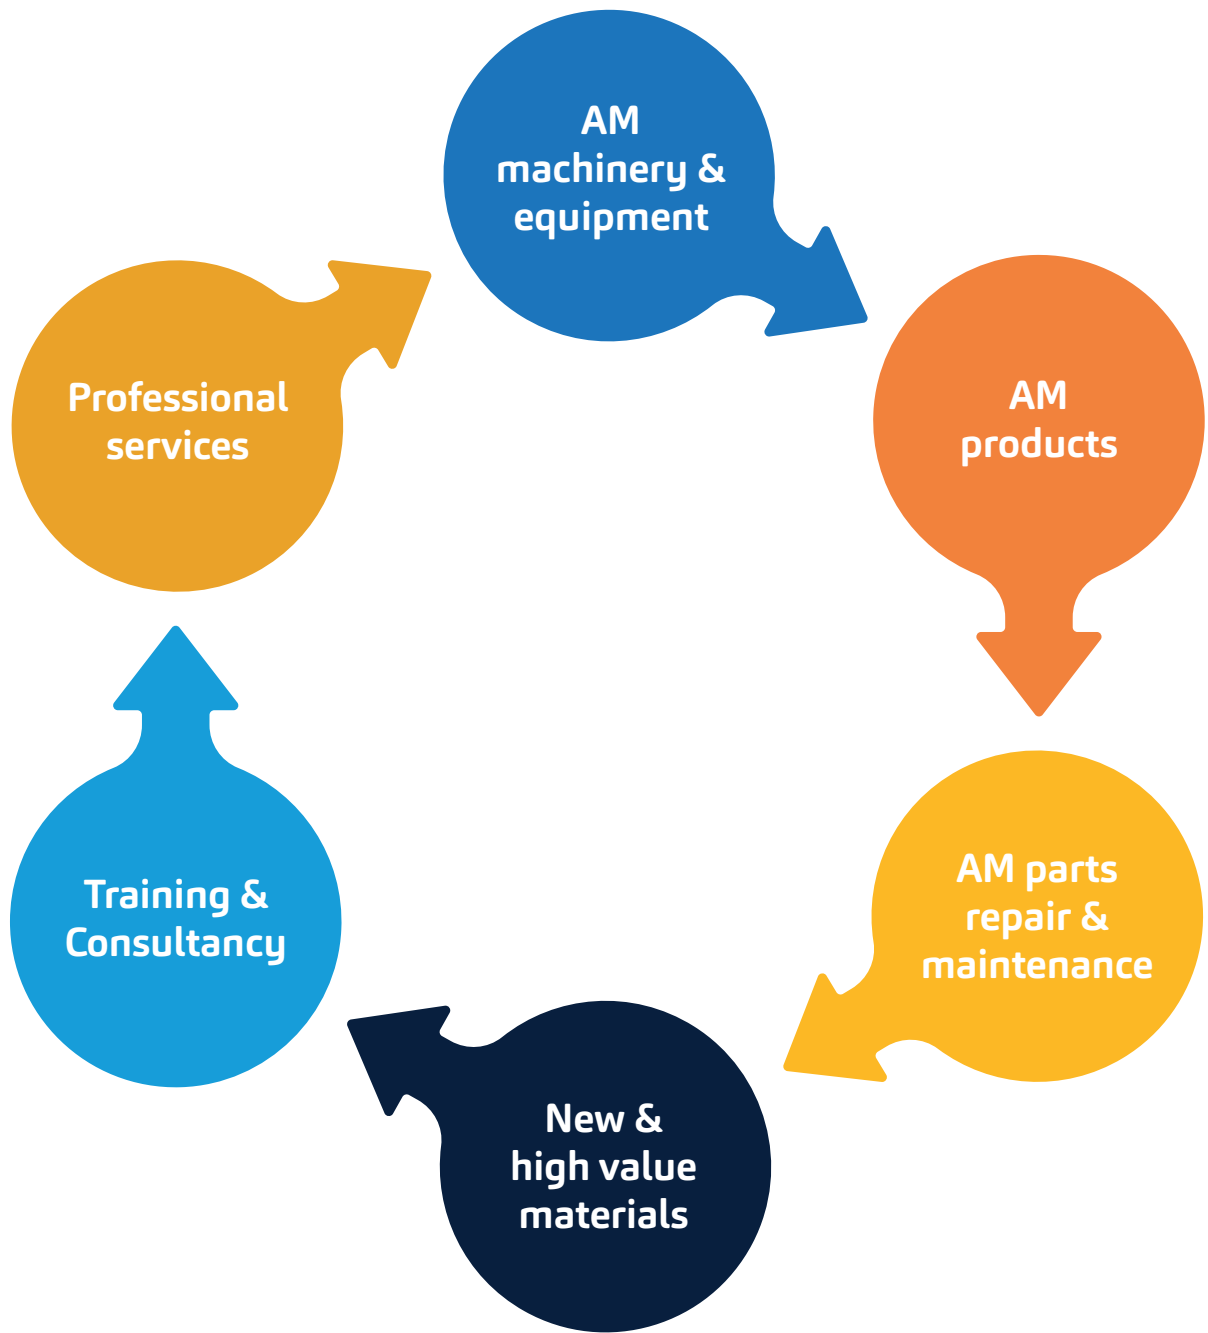 AM
machinery &
equipment
AM
products
AM parts
repair &
maintenance
New &
high value
materials
Training &
Consultancy
Professional
services